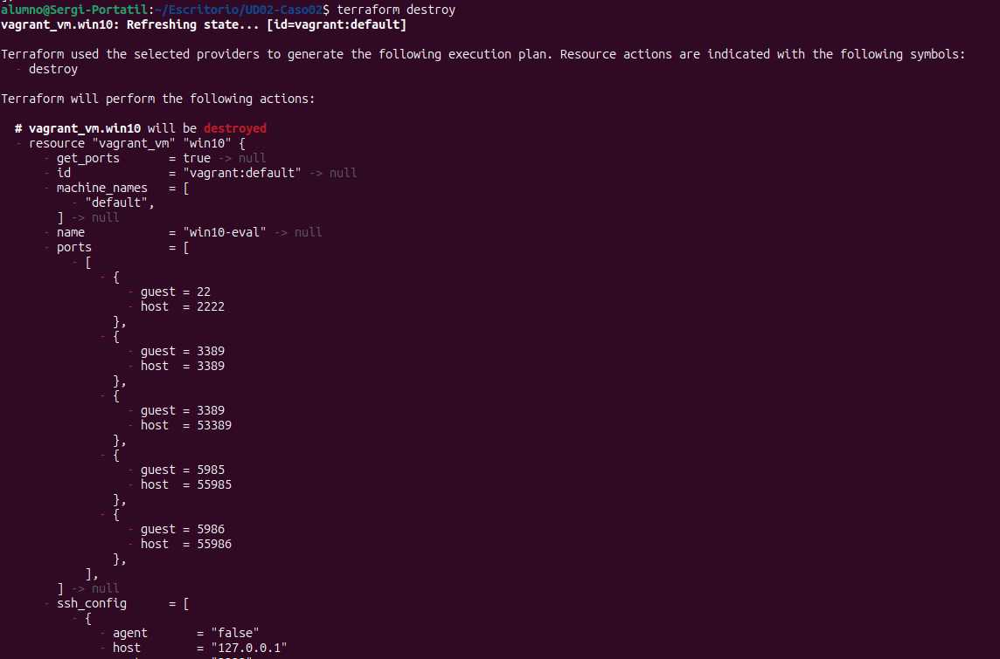 alumno@Sergi-Portatil:~/Escritorio/UD02-Caso02$ terraform destroy
vagrant_vm.win10: Refreshing state... [id=vagrant:default]
Terraform used the selected providers to generate the following execution plan. Resource actions are indicated with the following symbols:
  - destroy
Terraform will perform the following actions:
  # vagrant_vm.win10 will be destroyed
  - resource "vagrant_vm" "win10" {
      - get_ports       = true -> null
      - id              = "vagrant:default" -> null
      - machine_names   = [
          - "default",
        ] -> null
      - name            = "win10-eval" -> null
      - ports           = [
          - [
              - {
                  - guest = 22
                  - host  = 2222
                },
              - {
                  - guest = 3389
                  - host  = 3389
                },
              - {
                  - guest = 3389
                  - host  = 53389
                },
              - {
                  - guest = 5985
                  - host  = 55985
                },
              - {
                  - guest = 5986
                  - host  = 55986
                },
            ],
        ] -> null
      - ssh_config      = [
          - {
              - agent       = "false"
              - host        = "127.0.0.1"